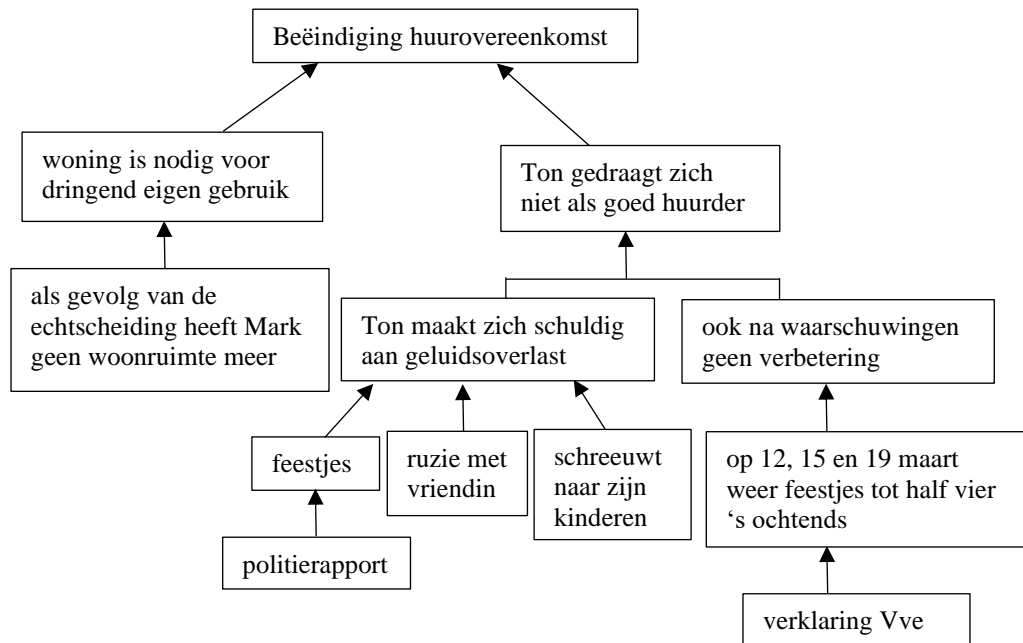 Beëindiging huurovereenkomst
woning is nodig voor
dringend eigen gebruik
Ton gedraagt zich
niet als goed huurder
als gevolg van de
echtscheiding heeft Mark
geen woonruimte meer
Ton maakt zich schuldig
aan geluidsoverlast
ook na waarschuwingen
geen verbetering
feestjes
ruzie met
vriendin
schreeuwt
naar zijn
kinderen
op 12, 15 en 19 maart
weer feestjes tot half vier
‘s ochtends
politierapport
verklaring Vve